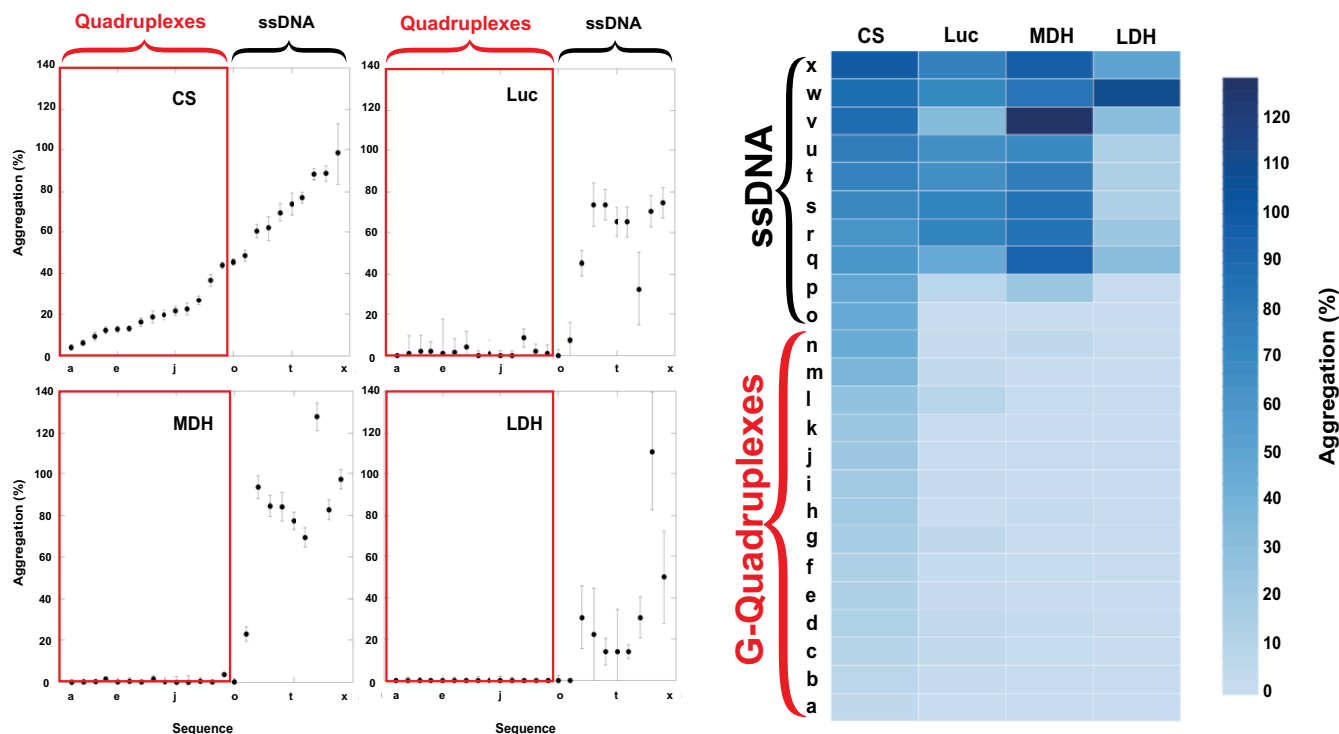 Quadruplexes
ssDNA
Quadruplexes
ssDNA
140
120
100
80
60
40
20
0
Aggregation (%)
CS
a
e
j
o
t
x
140
120
100
80
60
40
20
0
Luc
a
e
j
o
t
x
140
120
100
80
60
40
20
0
Aggregation (%)
MDH
a
e
j
o
t
x
Sequence
140
120
100
80
60
40
20
0
LDH
a
e
j
o
t
x
Sequence
CS Luc MDH LDH
ssDNA
G-Quadruplexes
x
w
v
u
t
s
r
q
p
o
n
m
l
k
j
i
h
g
f
e
d
c
b
a
120
110
100
90
80
70
60
50
40
30
20
10
0
Aggregation (%)